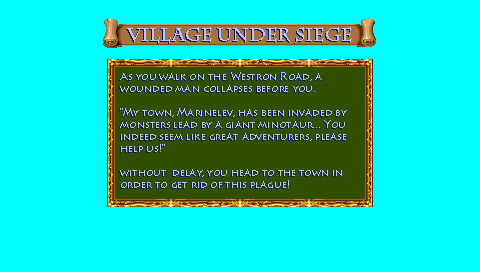 VILLAGE UNDER SIEGE
As you walk on the Westron Road, a
wounded man collapses before you.
"My town, Marinelev, has been invaded by
monsters lead by a giant minotaur... You
indeed seem like great adventurers, please
help us!"
without delay, you head to the town in
order to get rid of this plague!